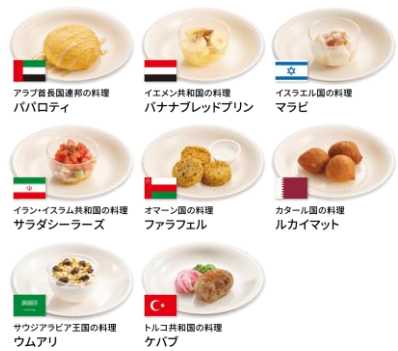 アラブ首長国連邦の料理
パパロティ
イエメン共和国の料理
バナナブレッドプリン
イスラエル国の料理
マラビ
イラン・イスラム共和国の料理
サラダシーラーズ
オマーン国の料理
ファラフェル
カタール国の料理
ルカイマット
サウジアラビア王国の料理
ウムアリ
トルコ共和国の料理
ケバブ